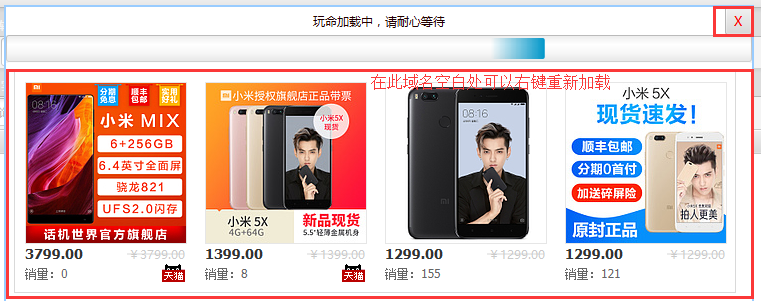 玩命加载中，请耐心等待
X
在此域名空白处可以右键重新加载
分期免息
顺丰包邮
实用好礼
小米 MIX
6+256GB
6.4英寸全面屏
骁龙821
UFS2.0闪存
话机世界官方旗舰店
3799.00
￥3799.00
销量：0
天猫
小米授权旗舰店正品带票
小米5X
现货
小米 5X
4G+64G
新品现货
5.5"轻薄金属机身
1399.00
￥1399.00
销量：8
天猫
08:16
1299.00
￥1299.00
销量：155
小米 5X
现货速发！
顺丰包邮
分期0首付
加送碎屏险
08:16
拍人更美
原封正品
1299.00
￥1299.00
销量：121